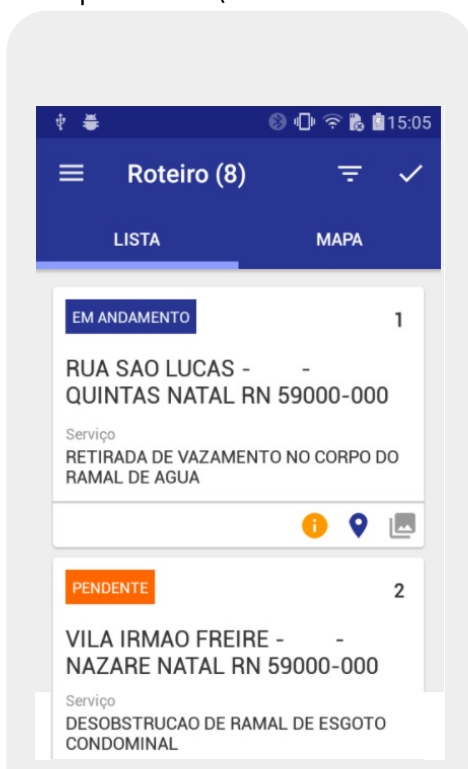 15:05
Roteiro (8)
LISTA MAPA
EM ANDAMENTO 1
RUA SAO LUCAS - -
QUINTAS NATAL RN 59000-000
Serviço
RETIRADA DE VAZAMENTO NO CORPO DO
RAMAL DE AGUA
PENDENTE 2
VILA IRMAO FREIRE - -
NAZARE NATAL RN 59000-000
Serviço
DESOBSTRUCAO DE RAMAL DE ESGOTO
CONDOMINAL